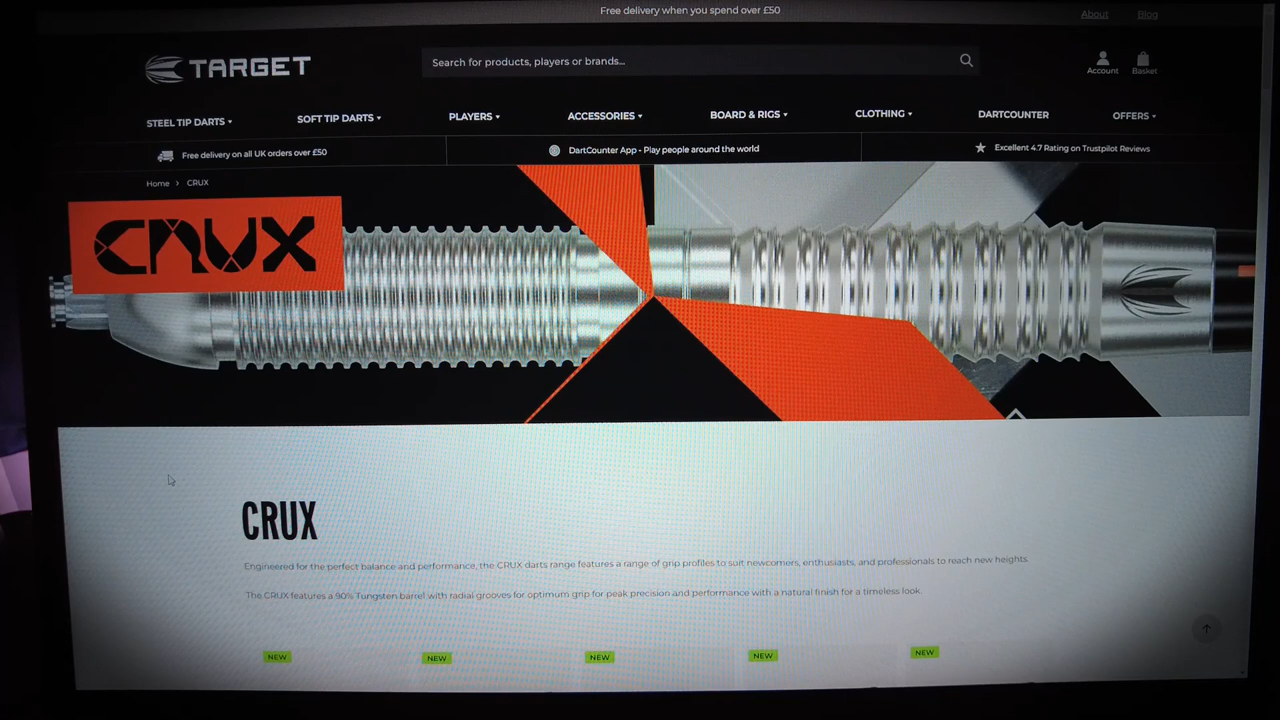 Free delivery when you spend over £50
About
Blog
TARGET
Search for products, players or brands...
Account
Basket
STEEL TIP DARTS
SOFT TIP DARTS
PLAYERS
ACCESSORIES
BOARD & RIGS
CLOTHING
DARTCOUNTER
OFFERS
Free delivery on all UK orders over £50
DartCounter App - Play people around the world
Excellent 4.7 Rating on Trustpilot Reviews
Home > CRUX
CRUX
CRUX
Engineered for the perfect balance and performance, the CRUX darts range features a range of grip profiles to suit newcomers, enthusiasts, and professionals to reach new heights.
The CRUX features a 90% Tungsten barrel with radial grooves for optimum grip for peak precision and performance with a natural finish for a timeless look.
NEW
NEW
NEW
NEW
NEW